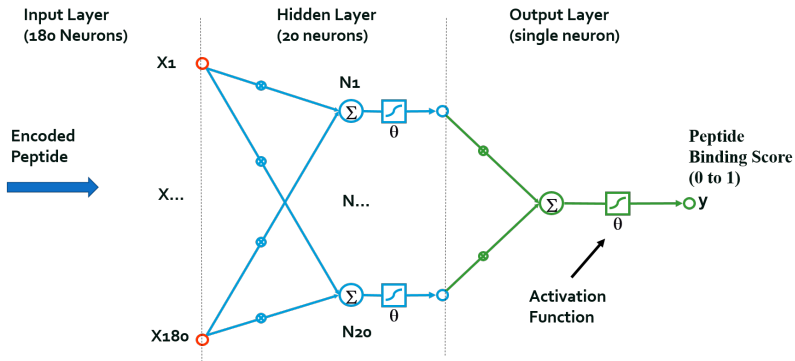 Input Layer
(180 Neurons)
Hidden Layer
(20 neurons)
Output Layer
(single neuron)
X1
N1
Σ
θ
Encoded
Peptide
Peptide
Binding Score
(0 to 1)
X...
N...
Σ
y
θ
Σ
θ
Activation
Function
X180
N20